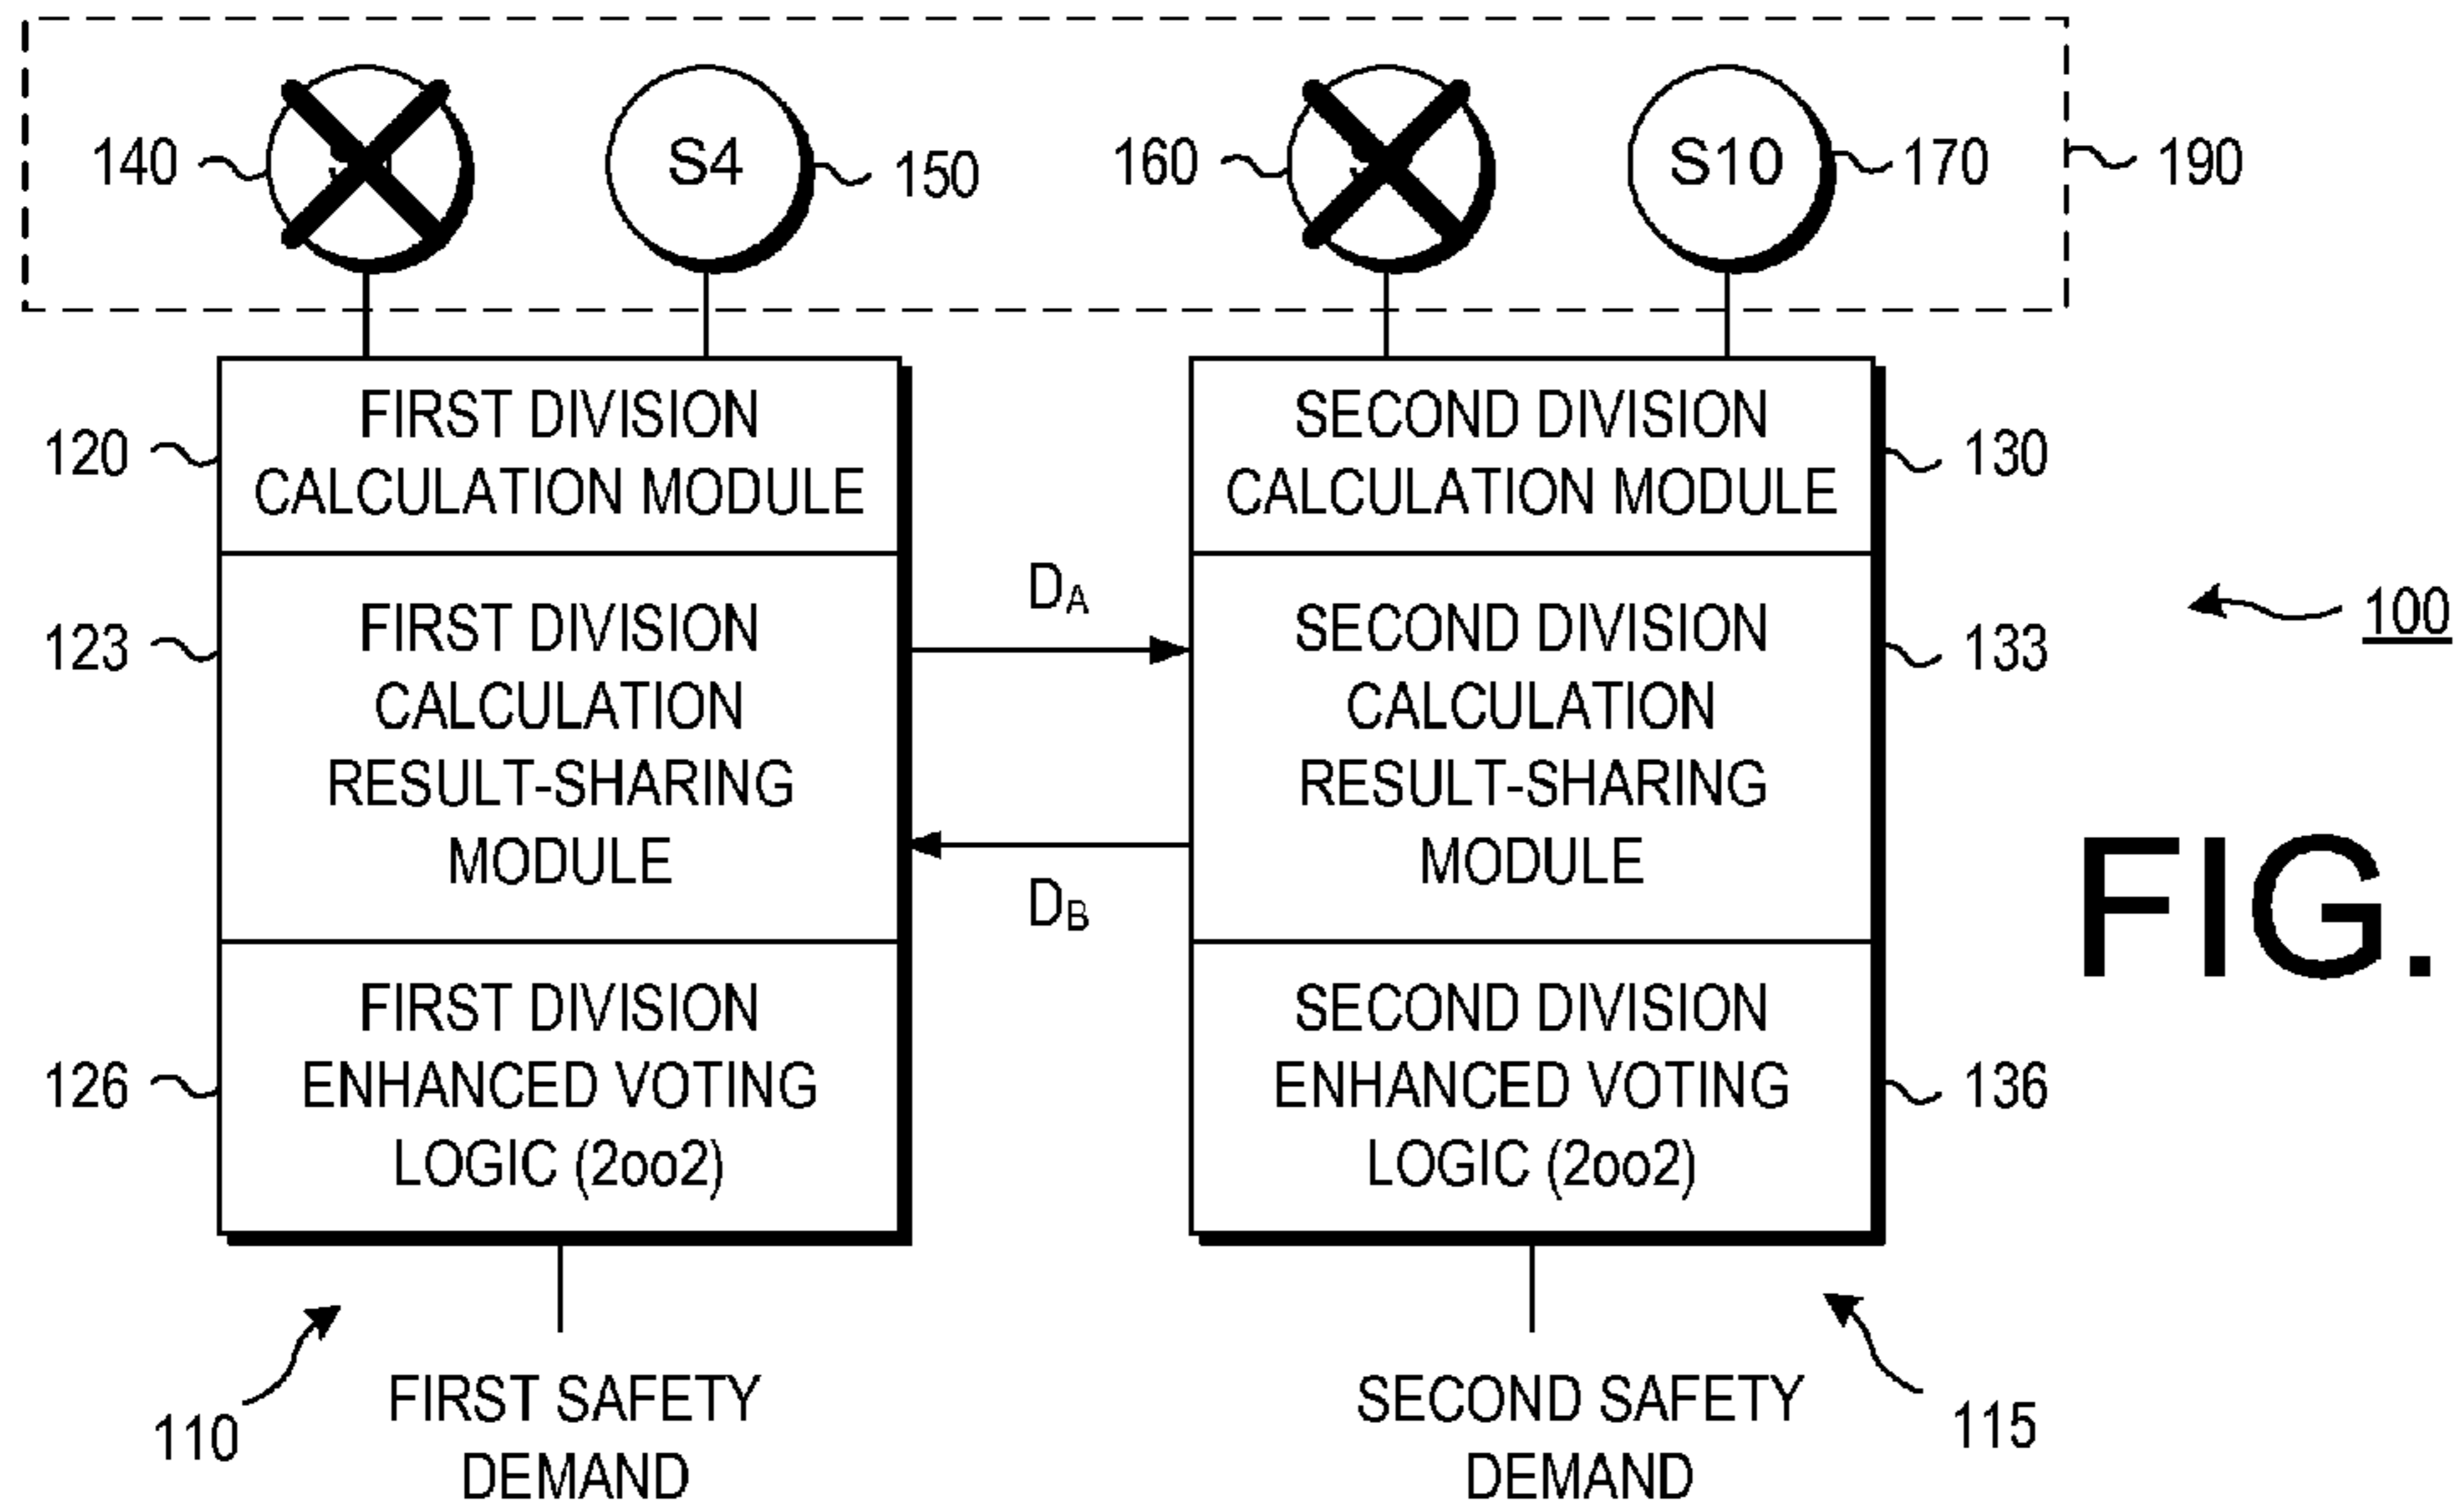 140
S4
150
160
S10
170
190
FIRST DIVISION
CALCULATION MODULE
120
SECOND DIVISION
CALCULATION MODULE
130
FIRST DIVISION
CALCULATION
RESULT-SHARING
MODULE
123
DA
DB
SECOND DIVISION
CALCULATION
RESULT-SHARING
MODULE
133
100
FIG.
FIRST DIVISION
ENHANCED VOTING
LOGIC (2oo2)
126
SECOND DIVISION
ENHANCED VOTING
LOGIC (2oo2)
136
110
FIRST SAFETY
DEMAND
SECOND SAFETY
DEMAND
115